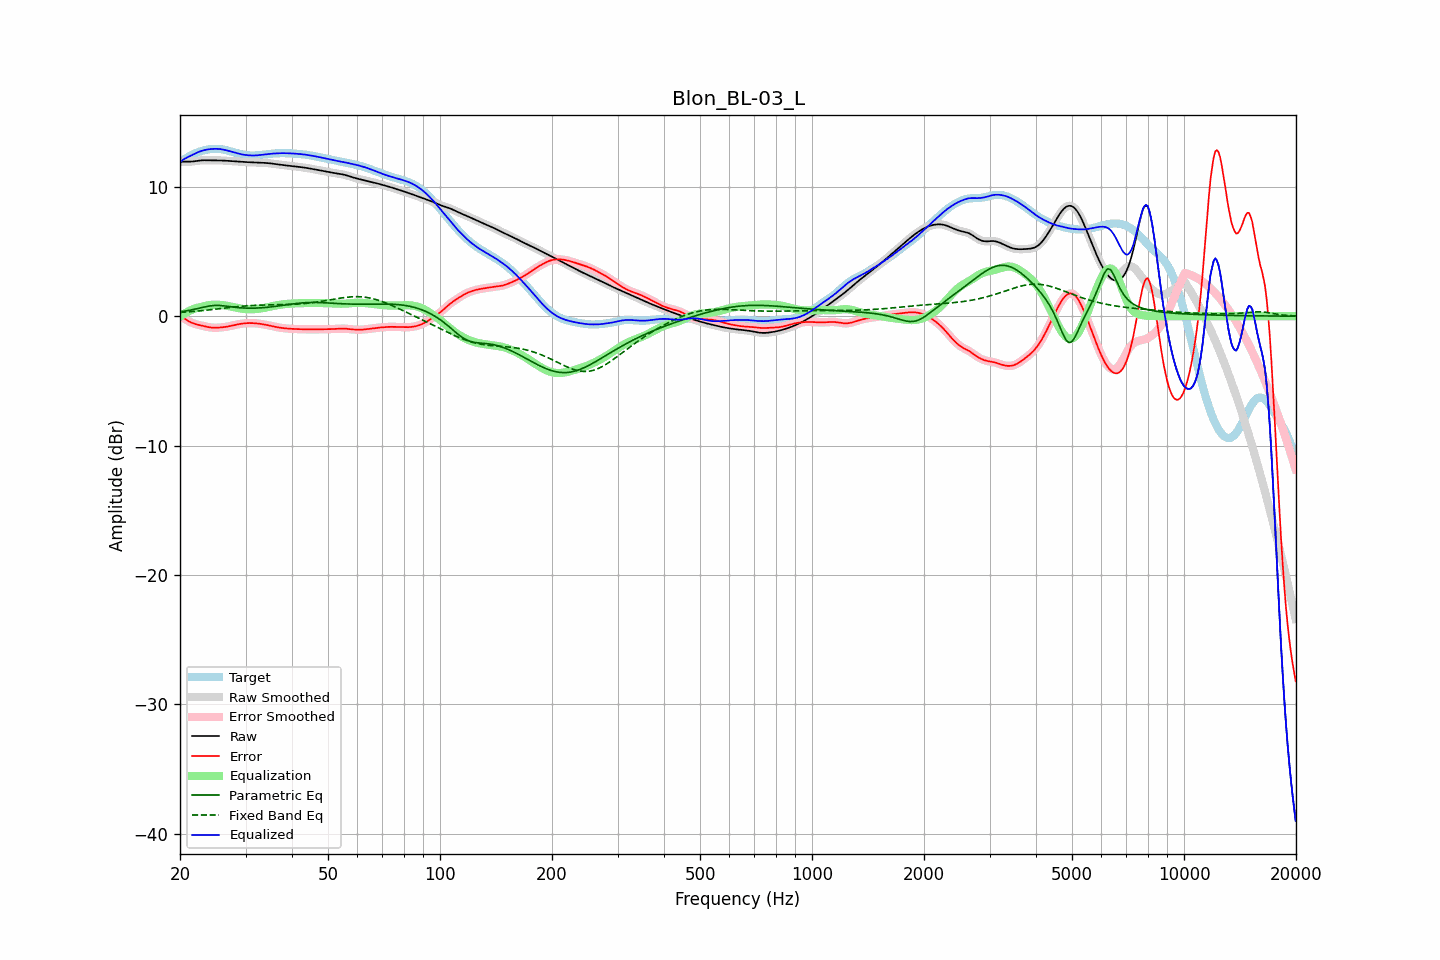 Blon_BL-03_L
Amplitude (dBr)
10
0
−10
−20
−30
−40
Target
Raw Smoothed
Error Smoothed
Raw
Error
Equalization
Parametric Eq
Fixed Band Eq
Equalized
20 50 100 200 500 1000 2000 5000 10000 20000
Frequency (Hz)